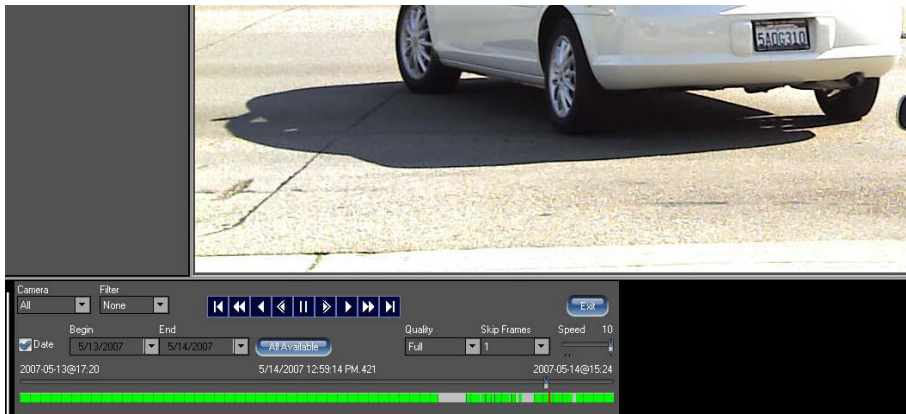 5AQG310
Camera Filter
All None
Exit
Begin End Quality Skip Frames Speed 10
Date 5/13/2007 5/14/2007 All Available Full 1
2007-05-13@17:20 5/14/2007 12:59:14 PM.421 2007-05-14@15:24